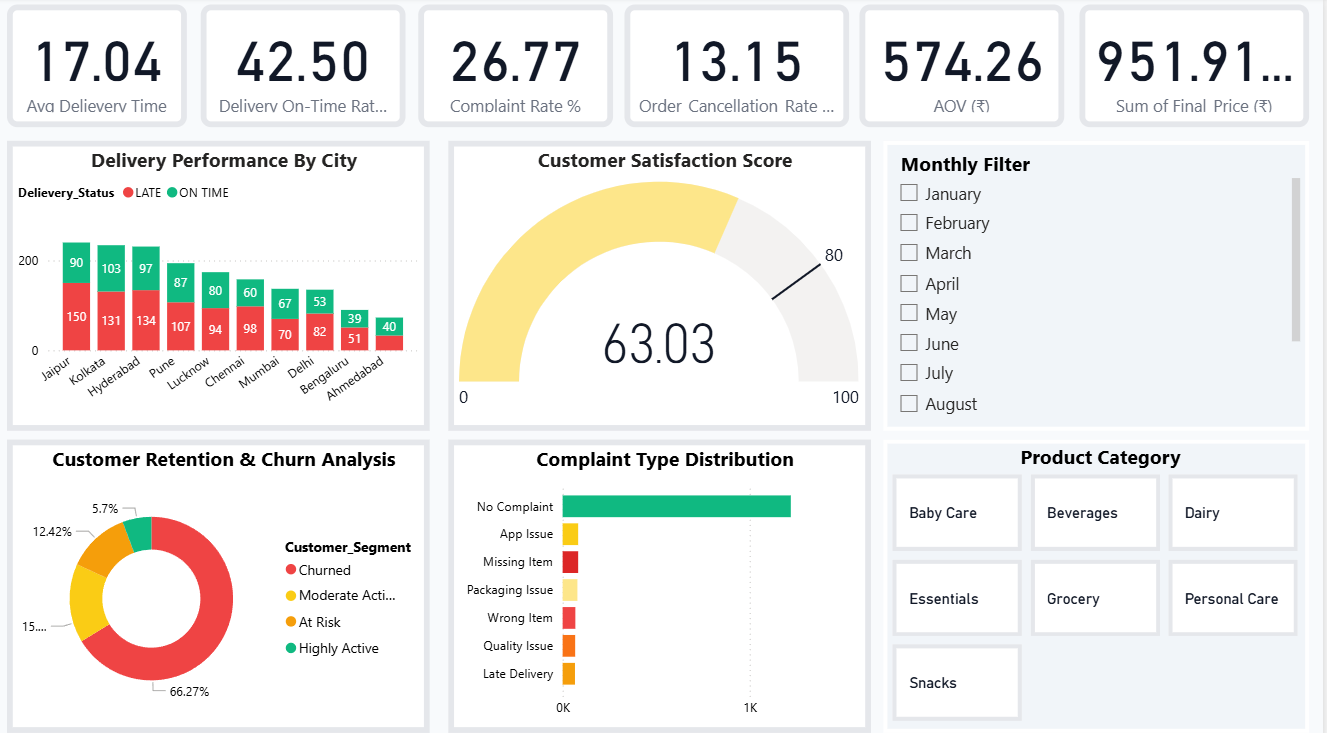 17.04
Avg Delievery Time
42.50
Delivery On-Time Rat...
26.77
Complaint Rate %
13.15
Order Cancellation Rate ...
574.26
AOV (₹)
951.91...
Sum of Final Price (₹)
Delivery Performance By City
Delievery_Status LATE ON TIME
200
0
90
103
97
87
80
60
67
53
39
40
150
131
134
107
94
98
70
82
51
Jaipur
Kolkata
Hyderabad
Pune
Lucknow
Chennai
Mumbai
Delhi
Bengaluru
Ahmedabad
Customer Satisfaction Score
80
63.03
0
100
Monthly Filter
January
February
March
April
May
June
July
August
Customer Retention & Churn Analysis
5.7%
12.42%
15....
66.27%
Customer_Segment
Churned
Moderate Acti...
At Risk
Highly Active
Complaint Type Distribution
No Complaint
App Issue
Missing Item
Packaging Issue
Wrong Item
Quality Issue
Late Delivery
0K
1K
Product Category
Baby Care
Beverages
Dairy
Essentials
Grocery
Personal Care
Snacks